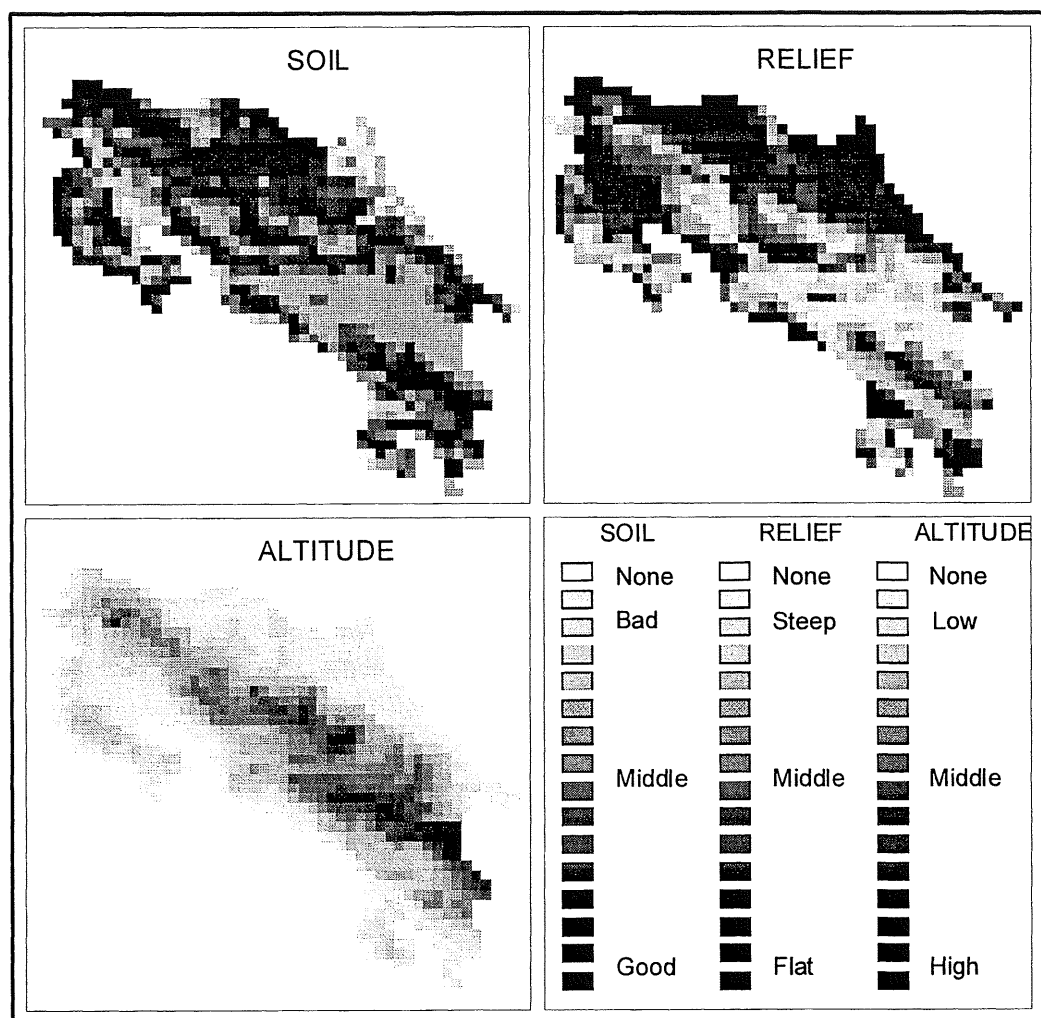 SOIL
RELIEF
ALTITUDE
SOIL RELIEF ALTITUDE
None None None
Bad Steep Low
Middle Middle Middle
Good Flat High